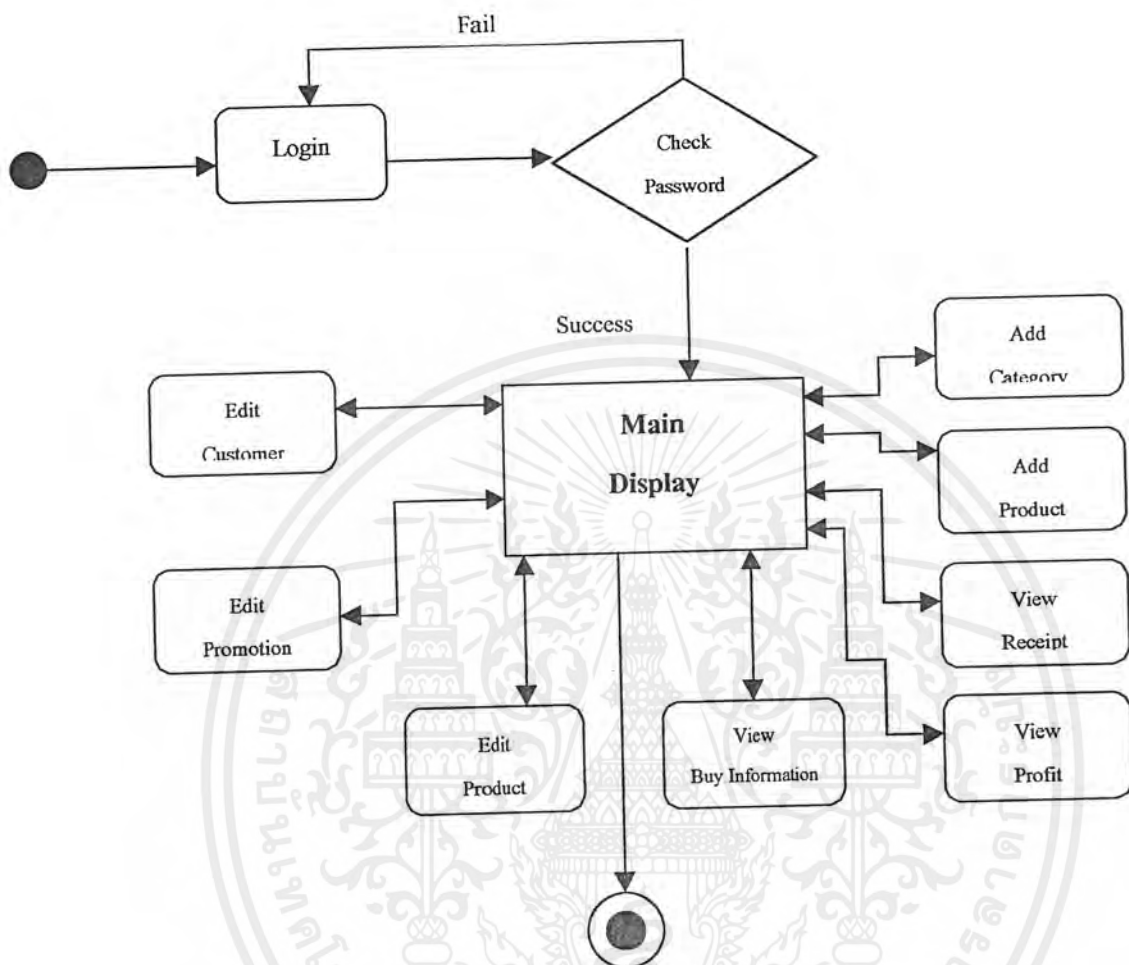 Fail
Login
Check
Password
Success
Add
Category
Edit
Customer
Main
Display
Add
Product
Edit
Promotion
View
Receipt
Edit
Product
View
Buy Information
View
Profit